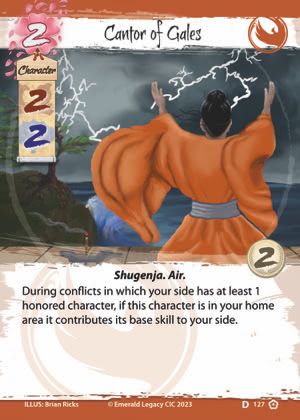 2
Cantor of Gales
Character
2
2
2
Shugenja. Air.
During conflicts in which your side has at least 1
honored character, if this character is in your home
area it contributes its base skill to your side.
ILLUS: Brian Ricks © Emerald Legacy CIC 2023 D 127